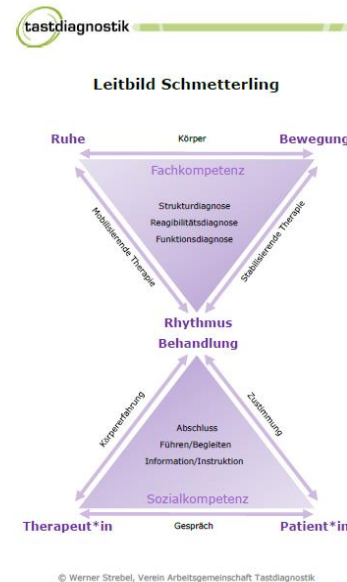 tastdiagnostik
Leitbild Schmetterling
Ruhe
Körper
Bewegung
Fachkompetenz
Strukturdiagnose
Reagibilitätsdiagnose
Funktionsdiagnose
Mobilisierende Therapie
Stabilisierende Therapie
Rhythmus
Behandlung
Körpererfahrung
Zustimmung
Abschluss
Führen/Begleiten
Information/Instruktion
Sozialkompetenz
Therapeut*in
Gespräch
Patient*in
© Werner Strebel, Verein Arbeitsgemeinschaft Tastdiagnostik